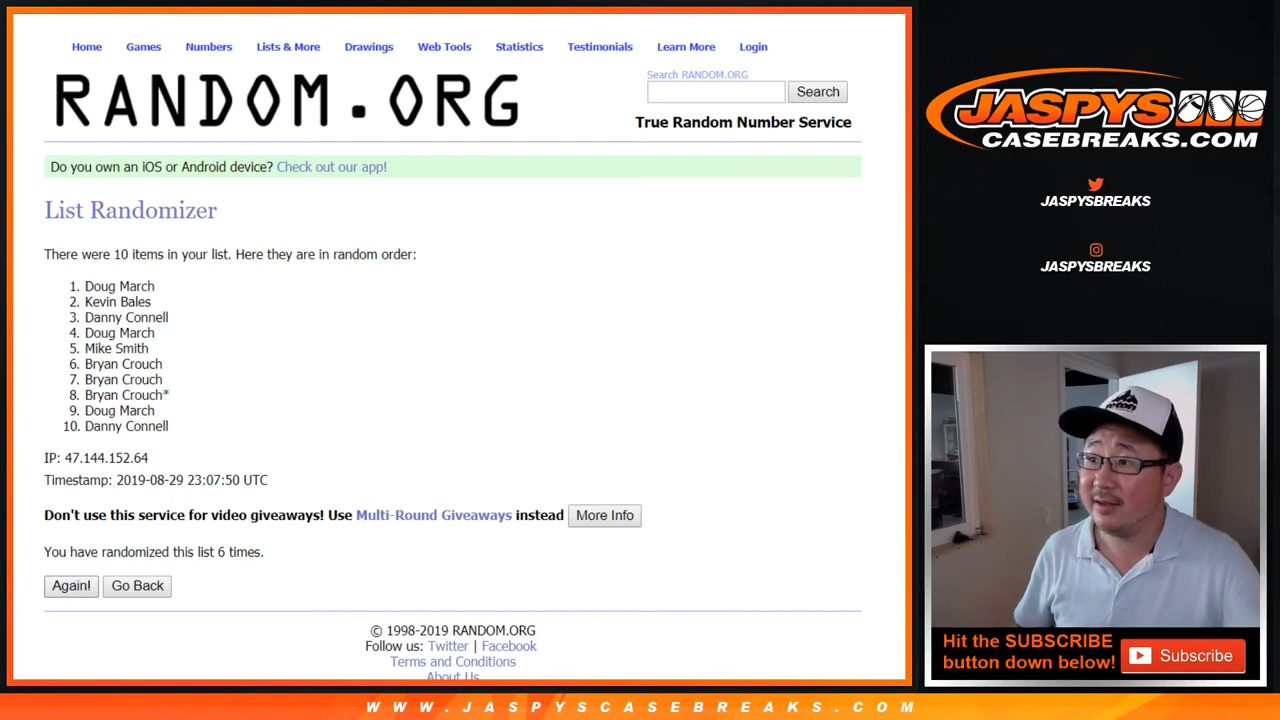 Home Games Numbers Lists & More Drawings Web Tools Statistics Testimonials Learn More Login
RANDOM.ORG
Search RANDOM.ORG
Search
True Random Number Service
Do you own an iOS or Android device? Check out our app!
List Randomizer
There were 10 items in your list. Here they are in random order:
1. Doug March
2. Kevin Bales
3. Danny Connell
4. Doug March
5. Mike Smith
6. Bryan Crouch
7. Bryan Crouch
8. Bryan Crouch*
9. Doug March
10. Danny Connell
IP: 47.144.152.64
Timestamp: 2019-08-29 23:07:50 UTC
Don't use this service for video giveaways! Use Multi-Round Giveaways instead More Info
You have randomized this list 6 times.
Again! Go Back
© 1998-2019 RANDOM.ORG
Follow us: Twitter | Facebook
Terms and Conditions
About Us
JASPYS
CASEBREAKS.COM
JASPYSBREAKS
JASPYSBREAKS
Hit the SUBSCRIBE
button down below!
Subscribe
WWW.JASPYSCASEBREAKS.COM